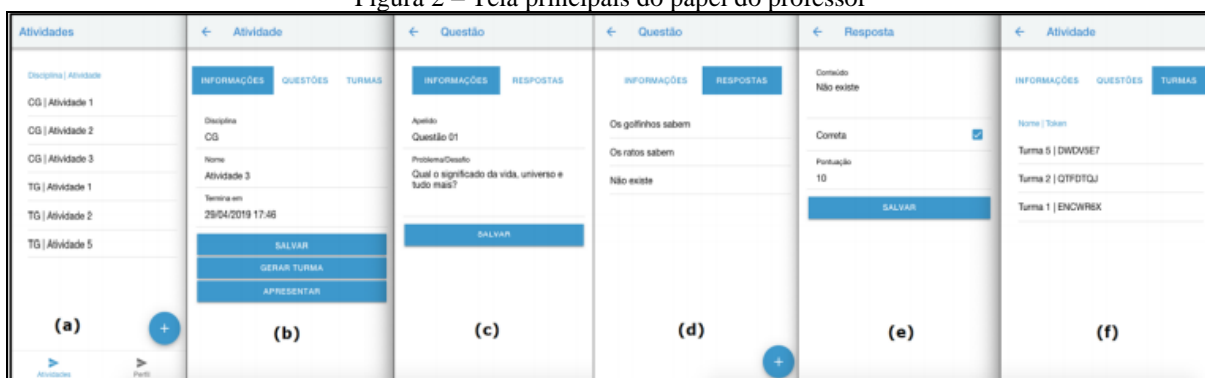 Figura 2 – Tela principais do papel do professor
Atividades
Disciplina | Atividade
CG | Atividade 1
CG | Atividade 2
CG | Atividade 3
TG | Atividade 1
TG | Atividade 2
TG | Atividade 5
(a)
+
Atividades
Perfil
← Atividade
INFORMAÇÕES QUESTÕES TURMAS
Disciplina
CG
Nome
Atividade 3
Termina em
29/04/2019 17:46
SALVAR
GERAR TURMA
APRESENTAR
(b)
← Questão
INFORMAÇÕES RESPOSTAS
Apelido
Questão 01
Problema/Desafio
Qual o significado da vida, universo e
tudo mais?
SALVAR
(c)
← Questão
INFORMAÇÕES RESPOSTAS
Os golfinhos sabem
Os ratos sabem
Não existe
(d)
+
← Resposta
Conteúdo
Não existe
Correta
Pontuação
10
SALVAR
(e)
← Atividade
INFORMAÇÕES QUESTÕES TURMAS
Nome | Token
Turma 5 | DWDV5E7
Turma 2 | QTFDTQJ
Turma 1 | ENCWR6X
(f)